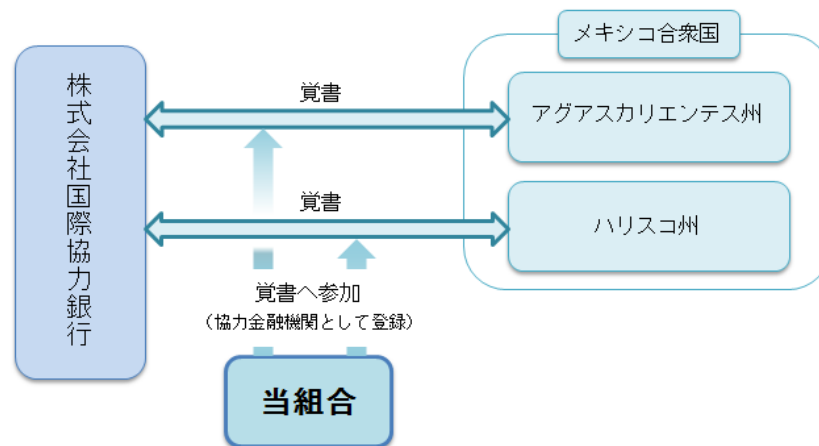 メキシコ合衆国
株式会社国際協力銀行
覚書
アグアスカリエンテス州
覚書
ハリスコ州
覚書へ参加
（協力金融機関として登録）
当組合